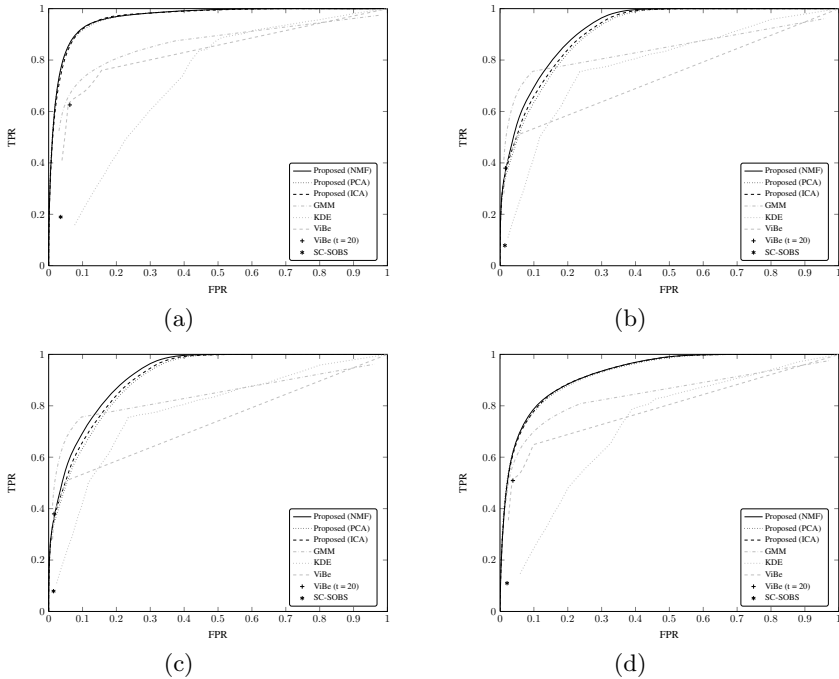 1
0.8
0.6
0.4
0.2
0
TPR
0 0.1 0.2 0.3 0.4 0.5 0.6 0.7 0.8 0.9 1
FPR
Proposed (NMF)
Proposed (PCA)
Proposed (ICA)
GMM
KDE
ViBe
ViBe (t = 20)
SC-SOBS
(a)
1
0.8
0.6
0.4
0.2
0
TPR
0 0.1 0.2 0.3 0.4 0.5 0.6 0.7 0.8 0.9 1
FPR
Proposed (NMF)
Proposed (PCA)
Proposed (ICA)
GMM
KDE
ViBe
ViBe (t = 20)
SC-SOBS
(b)
1
0.8
0.6
0.4
0.2
0
TPR
0 0.1 0.2 0.3 0.4 0.5 0.6 0.7 0.8 0.9 1
FPR
Proposed (NMF)
Proposed (PCA)
Proposed (ICA)
GMM
KDE
ViBe
ViBe (t = 20)
SC-SOBS
(c)
1
0.8
0.6
0.4
0.2
0
TPR
0 0.1 0.2 0.3 0.4 0.5 0.6 0.7 0.8 0.9 1
FPR
Proposed (NMF)
Proposed (PCA)
Proposed (ICA)
GMM
KDE
ViBe
ViBe (t = 20)
SC-SOBS
(d)